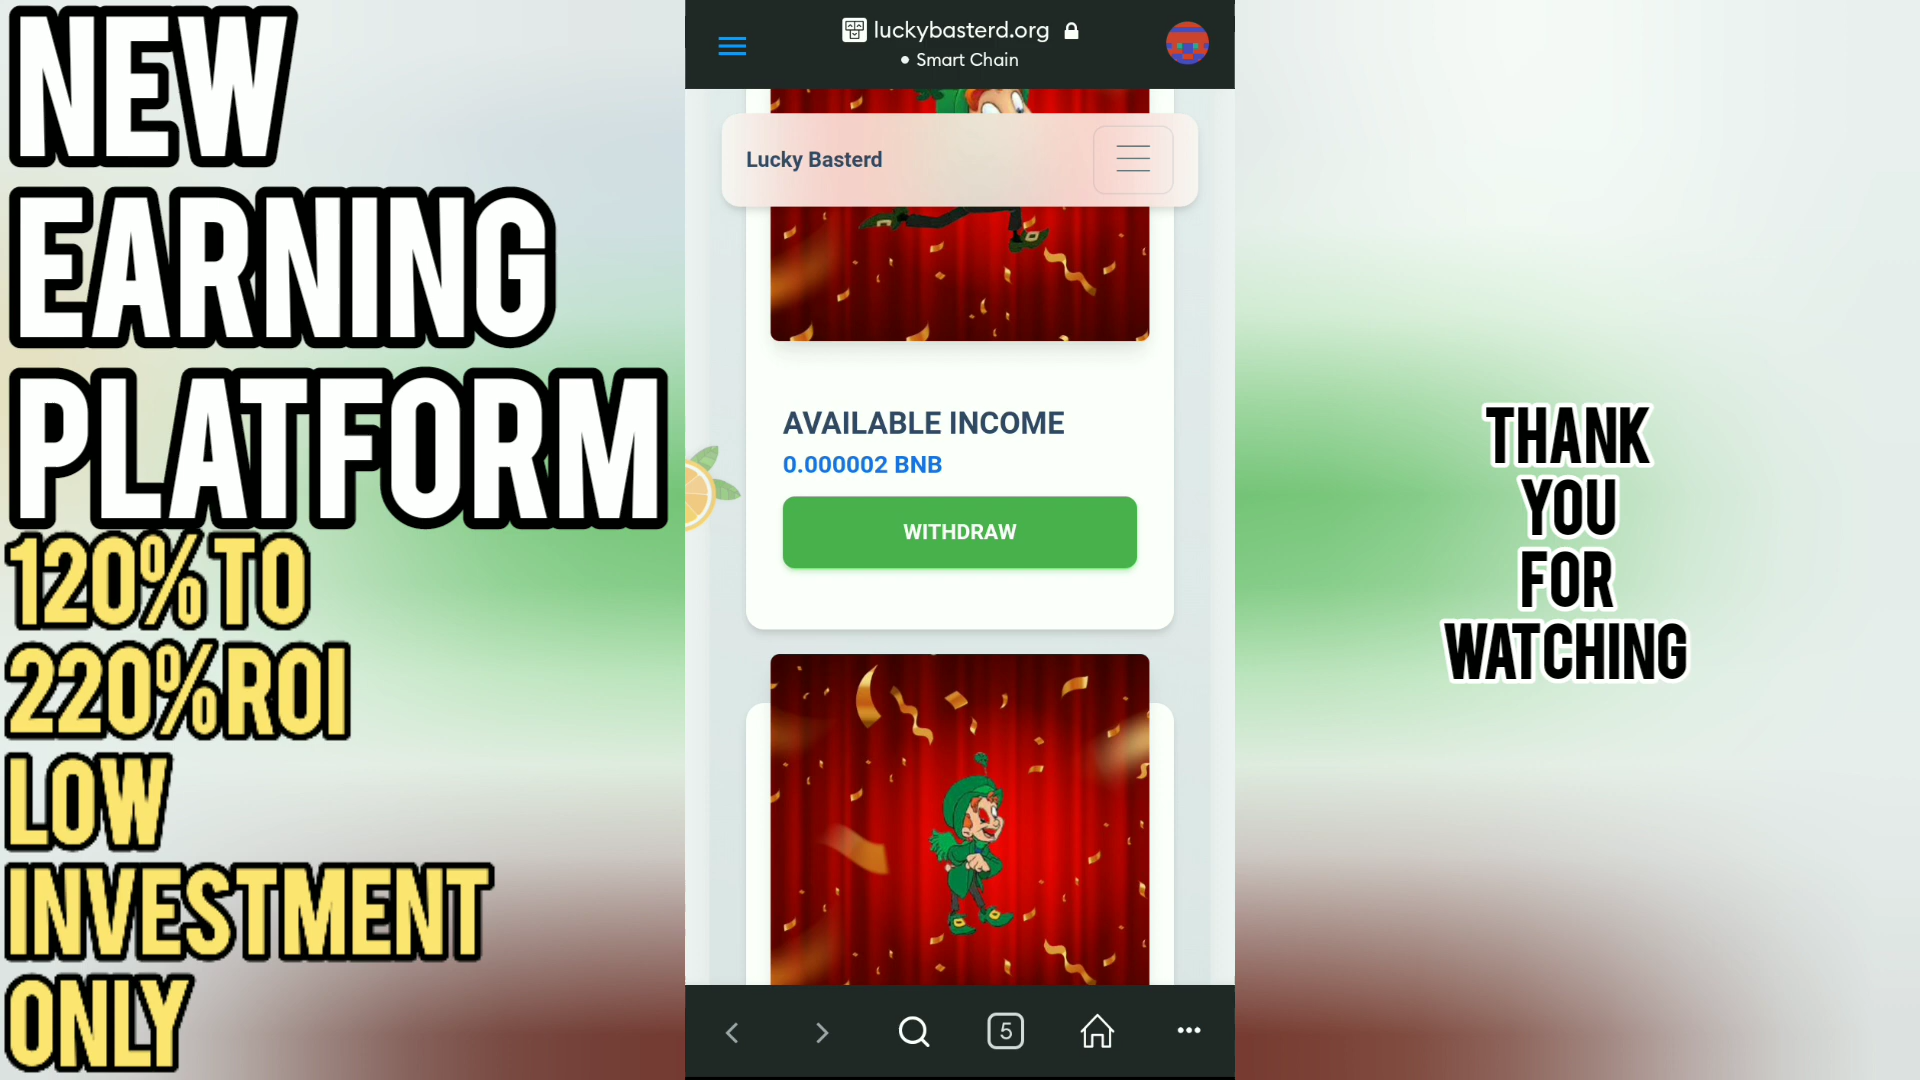 NEW
EARNING
PLATFORM
120% TO
220% ROI
LOW
INVESTMENT
ONLY
luckybasterd.org
Smart Chain
Lucky Basterd
AVAILABLE INCOME
0.000002 BNB
WITHDRAW
5
THANK
YOU
FOR
WATCHING